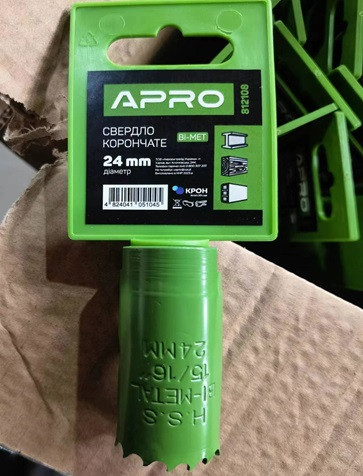 APRO
812108
СВЕРДЛО
КОРОНЧАТЕ
BI-MET
24 mm
діаметр
4 824041 051045
КРОН
H.S.S
BI-METAL
15/16"
24MM